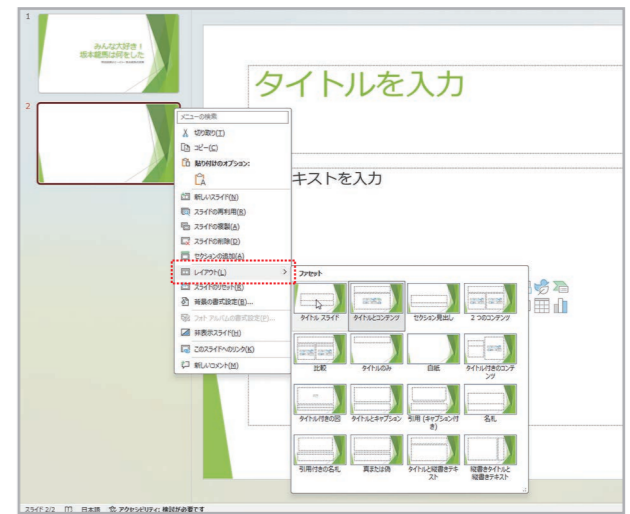 1
みんな大好き！
坂本龍馬は何をした
2
タイトルを入力
キストを入力
メニューの検索
切り取り(T)
コピー(C)
貼り付けのオプション:
新しいスライド(N)
スライドの再利用(R)
スライドの複製(A)
スライドの削除(D)
セクションの追加(A)
レイアウト(L)
スライドのリセット(R)
背景の書式設定(B)...
フォト アルバムの書式設定(P)...
非表示スライド(H)
このスライドへのリンク(K)
新しいコメント(M)
ファセット
タイトル スライド
タイトルとコンテンツ
セクション見出し
2 つのコンテンツ
比較
タイトルのみ
白紙
タイトル付きのコンテ
ンツ
タイトル付きの図
タイトルとキャプション
引用 (キャプション付
き)
名札
引用付きの名札
真または偽
タイトルと縦書きテキ
スト
縦書きタイトルと
縦書きテキスト
スライド 2/2
日本語
アクセシビリティ: 検討が必要です